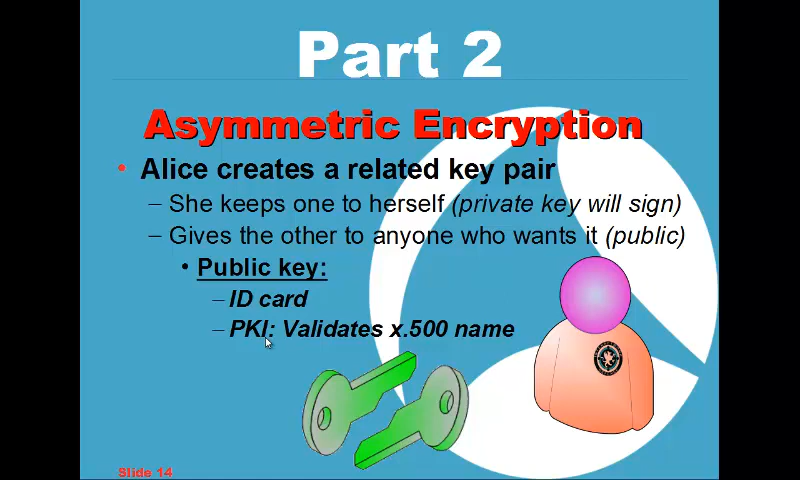 Part 2
Asymmetric Encryption
• Alice creates a related key pair
– She keeps one to herself (private key will sign)
– Gives the other to anyone who wants it (public)
• Public key:
– ID card
– PKI: Validates x.500 name
Slide 14